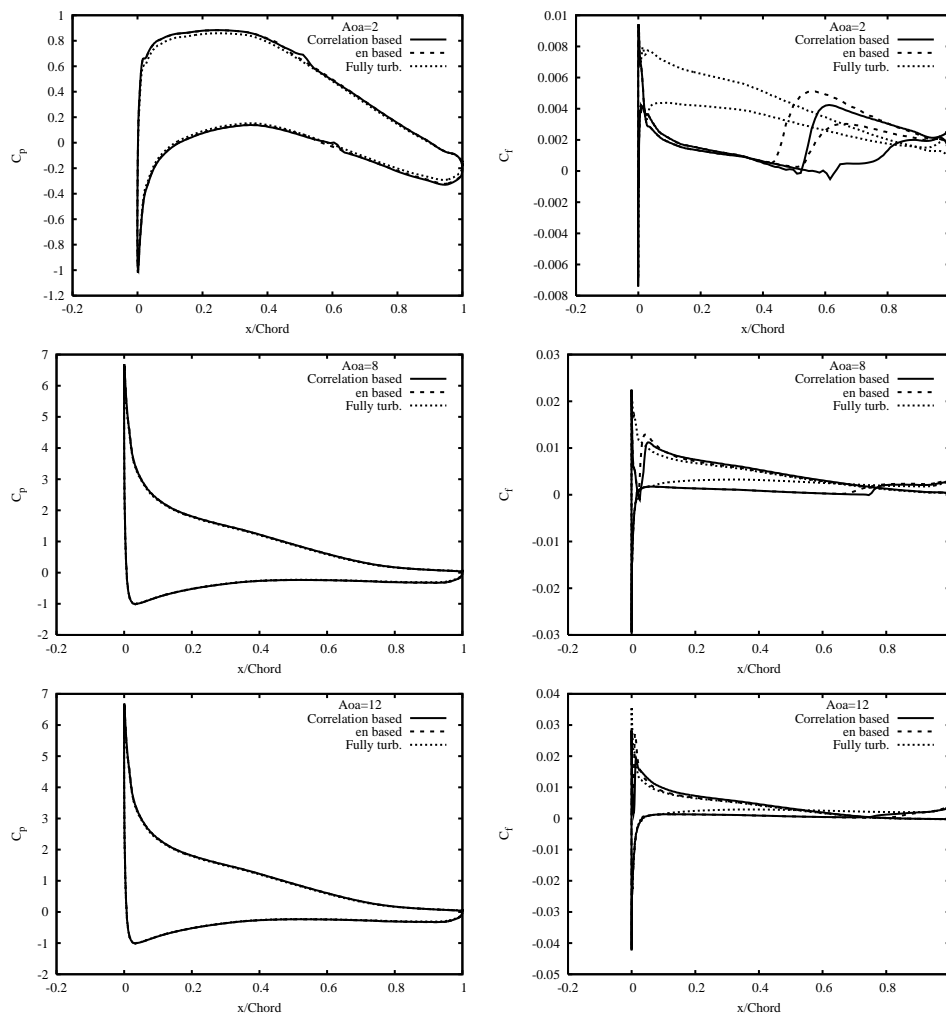 1
0.8
0.6
0.4
0.2
0
-0.2
-0.4
-0.6
-0.8
-1
-1.2
-0.2 0 0.2 0.4 0.6 0.8 1
C_p
x/Chord
Aoa=2
Correlation based
en based
Fully turb.
0.01
0.008
0.006
0.004
0.002
0
-0.002
-0.004
-0.006
-0.008
-0.2 0 0.2 0.4 0.6 0.8
C_f
x/Chord
Aoa=2
Correlation based
en based
Fully turb.
7
6
5
4
3
2
1
0
-1
-2
-0.2 0 0.2 0.4 0.6 0.8 1
C_p
x/Chord
Aoa=8
Correlation based
en based
Fully turb.
0.03
0.02
0.01
0
-0.01
-0.02
-0.03
-0.2 0 0.2 0.4 0.6 0.8
C_f
x/Chord
Aoa=8
Correlation based
en based
Fully turb.
7
6
5
4
3
2
1
0
-1
-2
-0.2 0 0.2 0.4 0.6 0.8 1
C_p
x/Chord
Aoa=12
Correlation based
en based
Fully turb.
0.04
0.03
0.02
0.01
0
-0.01
-0.02
-0.03
-0.04
-0.05
-0.2 0 0.2 0.4 0.6 0.8
C_f
x/Chord
Aoa=12
Correlation based
en based
Fully turb.